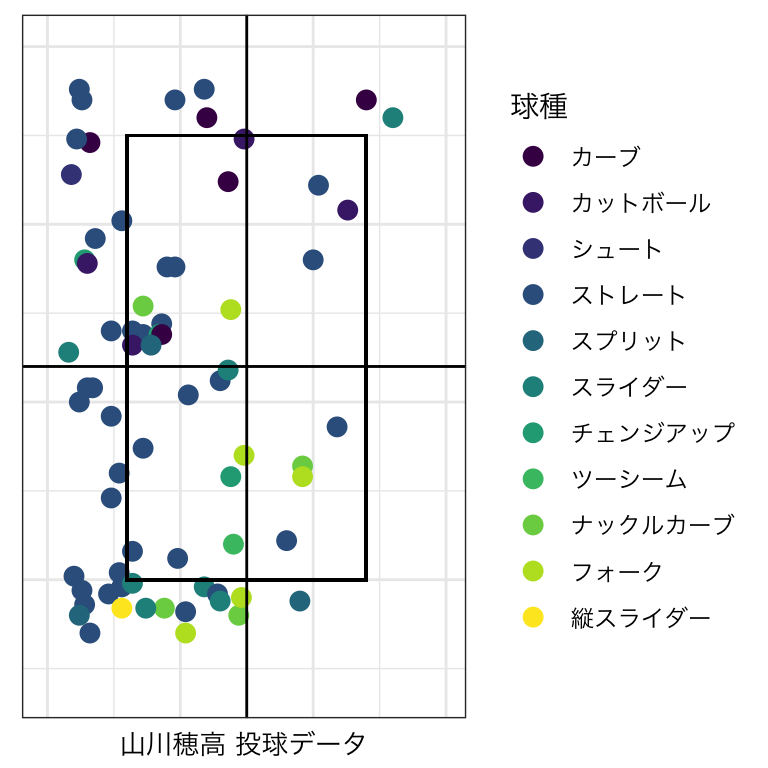 球種
カーブ
カットボール
シュート
ストレート
スプリット
スライダー
チェンジアップ
ツーシーム
ナックルカーブ
フォーク
縦スライダー
山川穂高 投球データ